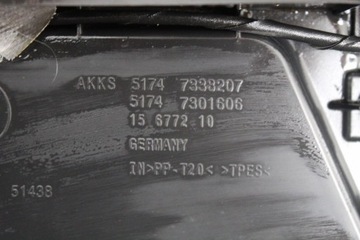 AKKS 5174 7338207
5174 7301606
15 6772 10
GERMANY
IN>PP-T20< >TPES<
51438